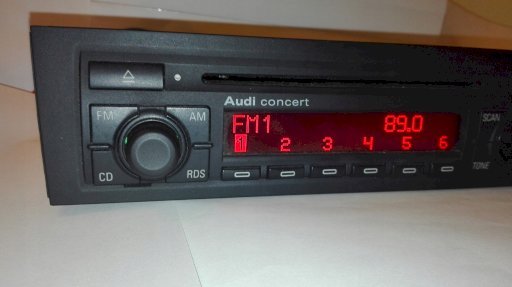 Audi concert
FM AM
FM1 89.0
1 2 3 4 5 6
CD RDS
SCAN
TONE